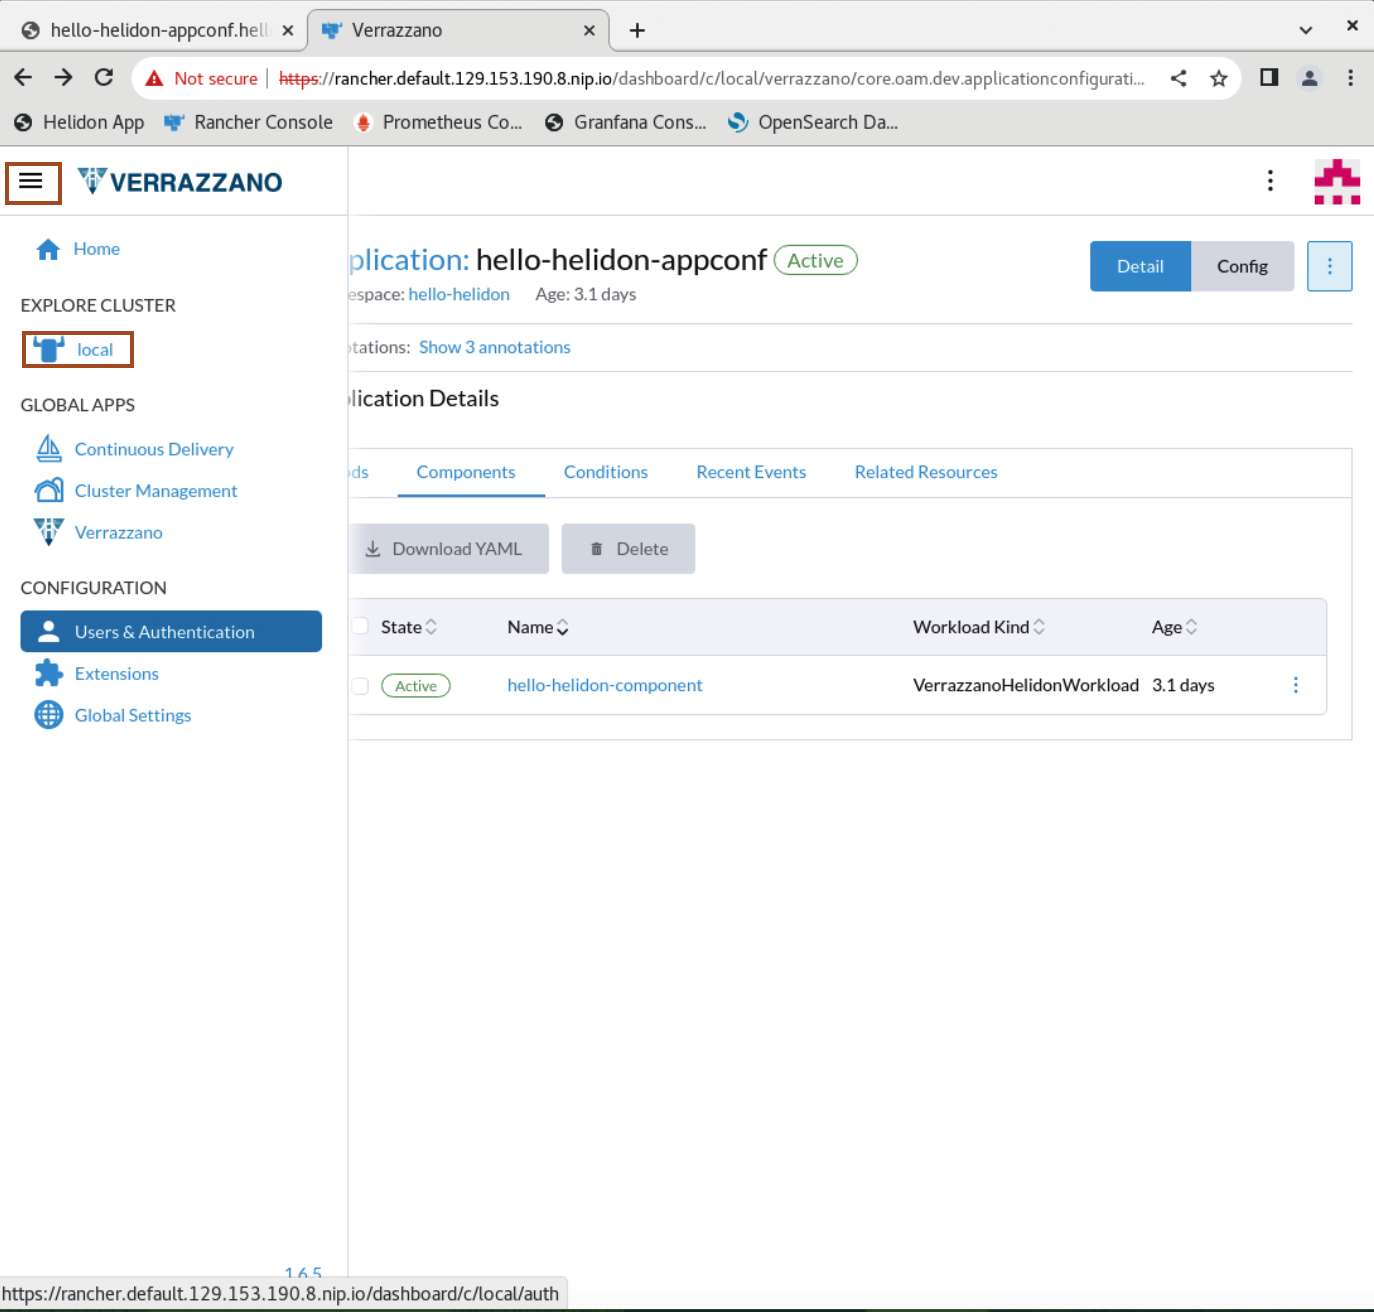 hello-helidon-appconf.hell
Verrazzano
Not secure https://rancher.default.129.153.190.8.nip.io/dashboard/c/local/verrazzano/core.oam.dev.applicationconfigurati...
Helidon App Rancher Console Prometheus Co... Granfana Cons... OpenSearch Da...
VERRAZZANO
Home
EXPLORE CLUSTER
local
GLOBAL APPS
Continuous Delivery
Cluster Management
Verrazzano
CONFIGURATION
Users & Authentication
Extensions
Global Settings
1.6.5
plication: hello-helidon-appconf Active
Detail Config
espace: hello-helidon Age: 3.1 days
otations: Show 3 annotations
lication Details
ds Components Conditions Recent Events Related Resources
Download YAML Delete
State Name Workload Kind Age
Active hello-helidon-component VerrazzanoHelidonWorkload 3.1 days
https://rancher.default.129.153.190.8.nip.io/dashboard/c/local/auth